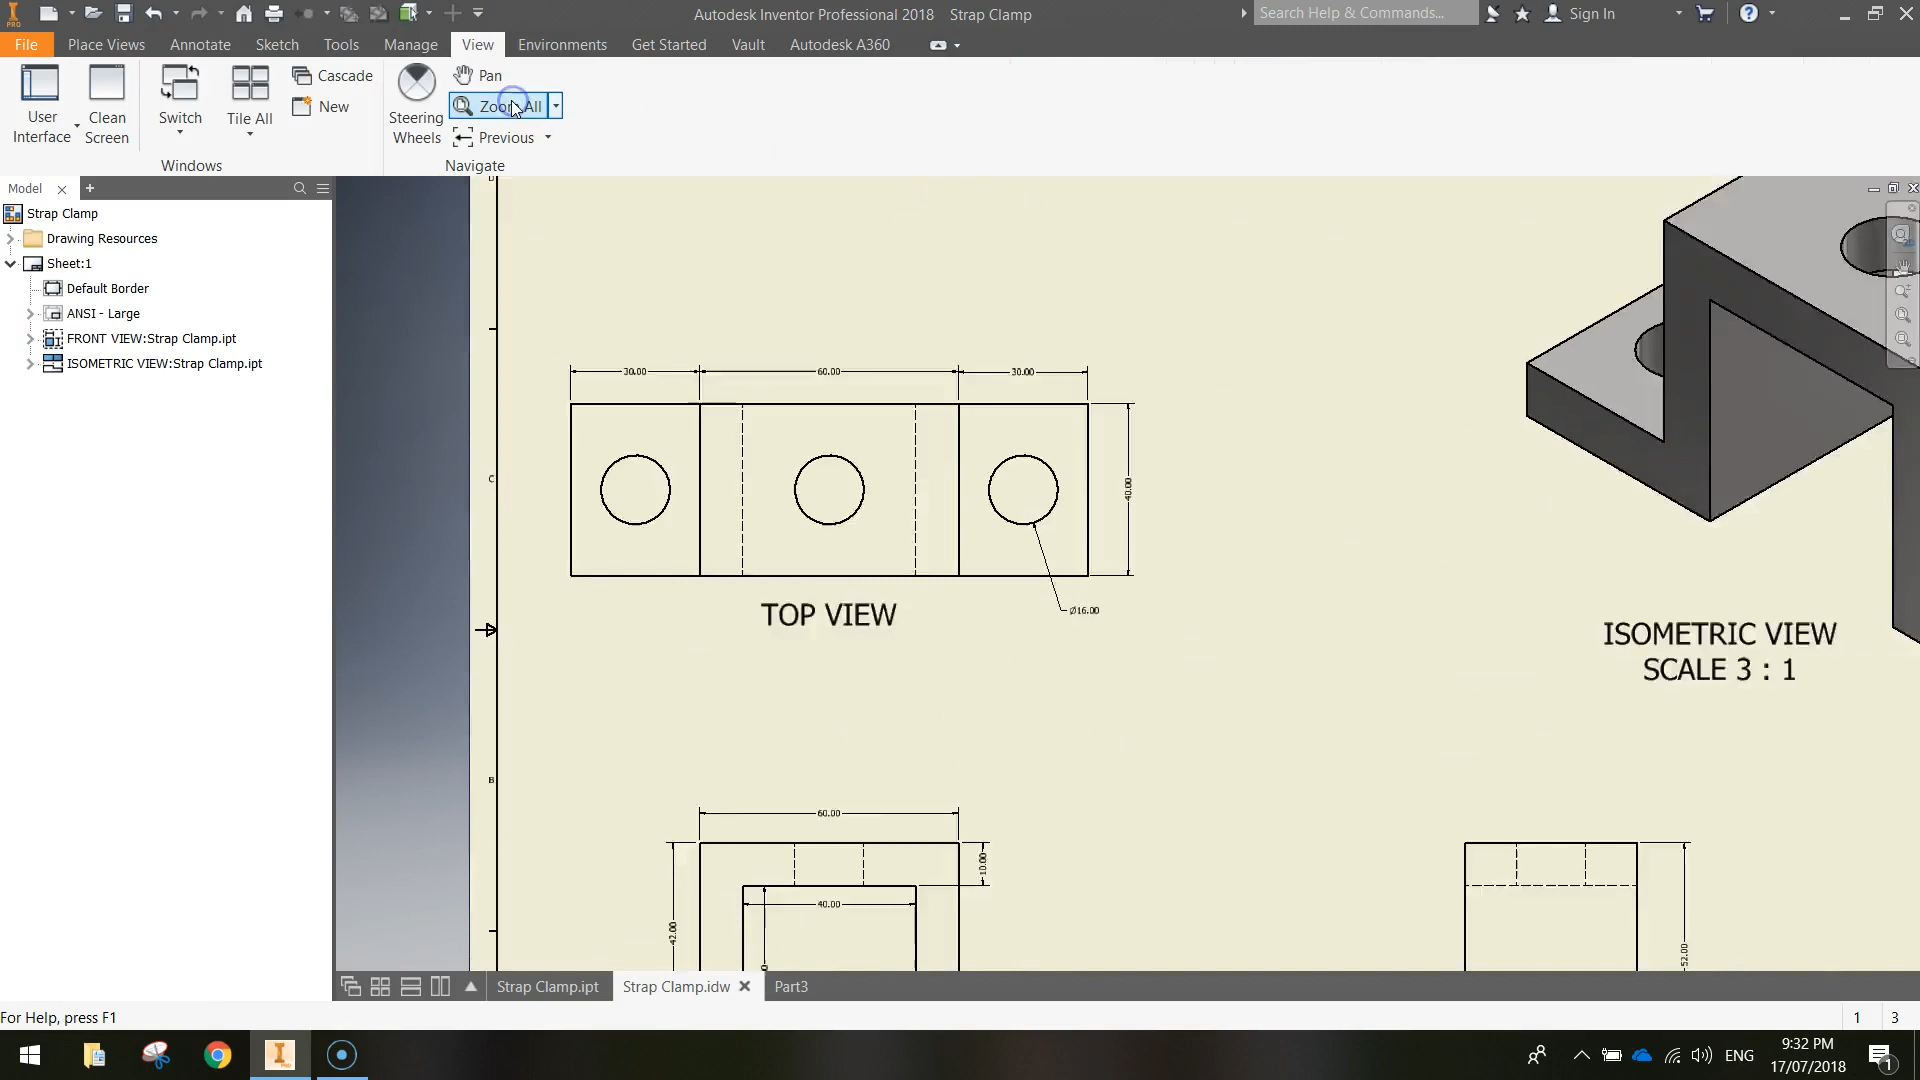 PRO
Autodesk Inventor Professional 2018 Strap Clamp
Search Help & Commands...
Sign In
File
Place Views
Annotate
Sketch
Tools
Manage
View
Environments
Get Started
Vault
Autodesk A360
User Interface
Clean Screen
Switch
Tile All
Cascade
New
Windows
Steering Wheels
Pan
Zoom All
Previous
Navigate
Model
Strap Clamp
Drawing Resources
Sheet:1
Default Border
ANSI - Large
FRONT VIEW:Strap Clamp.ipt
ISOMETRIC VIEW:Strap Clamp.ipt
D
30.00
60.00
30.00
C
40.00
TOP VIEW
Ø16.00
ISOMETRIC VIEW
SCALE 3 : 1
B
60.00
10.00
40.00
42.00
52.00
Strap Clamp.ipt
Strap Clamp.idw
Part3
For Help, press F1
1
3
PRO
ENG
9:32 PM
17/07/2018
1